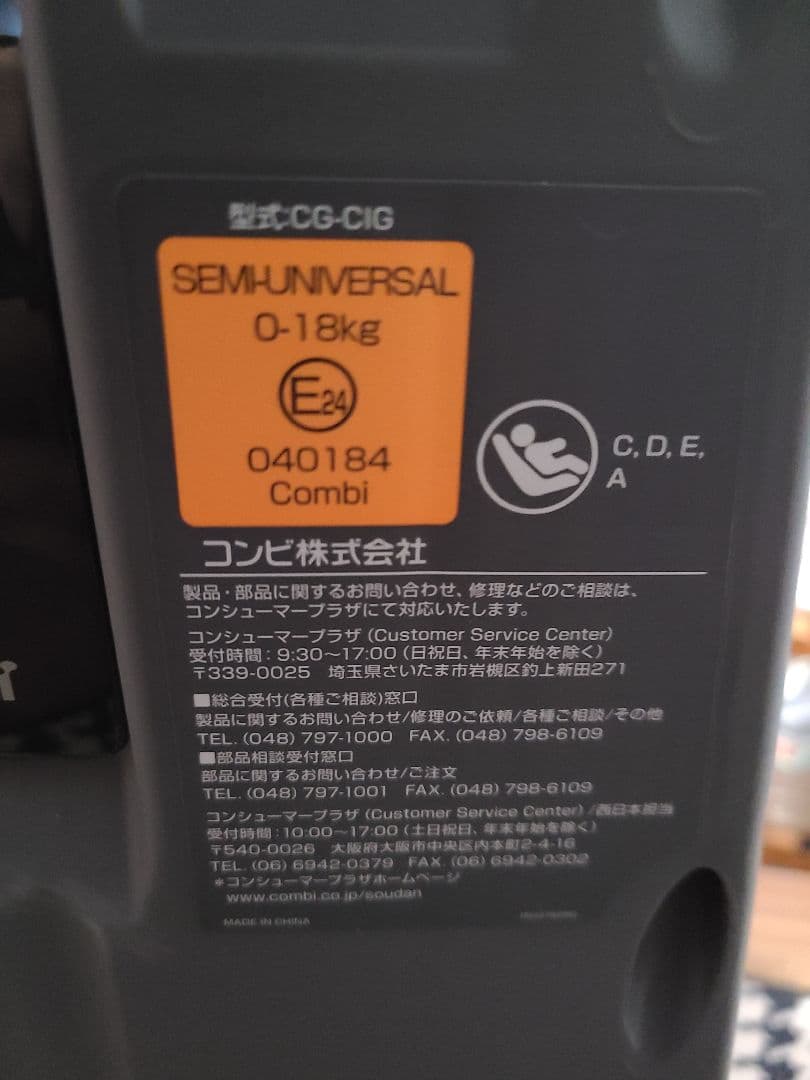 型式:CG-CIG
SEMI-UNIVERSAL
0-18kg
E24
040184
Combi
C, D, E,
A
コンビ株式会社
製品・部品に関するお問い合わせ、修理などのご相談は、
コンシューマープラザにて対応いたします。
コンシューマープラザ (Customer Service Center)
受付時間:9:30~17:00 (日祝日、年末年始を除く)
〒339-0025 埼玉県さいたま市岩槻区釣上新田271
■総合受付(各種ご相談)窓口
製品に関するお問い合わせ/修理のご依頼/各種ご相談/その他
TEL. (048) 797-1000 FAX. (048) 798-6109
■部品相談受付窓口
部品に関するお問い合わせ/ご注文
TEL. (048) 797-1001 FAX. (048) 798-6109
コンシューマープラザ (Customer Service Center) /西日本担当
受付時間:10:00~17:00 (土日祝日、年末年始を除く)
〒540-0026 大阪府大阪市中央区内本町2-4-16
TEL. (06) 6942-0379 FAX. (06) 6942-0302
*コンシューマープラザホームページ
www.combi.co.jp/soudan
MADE IN CHINA